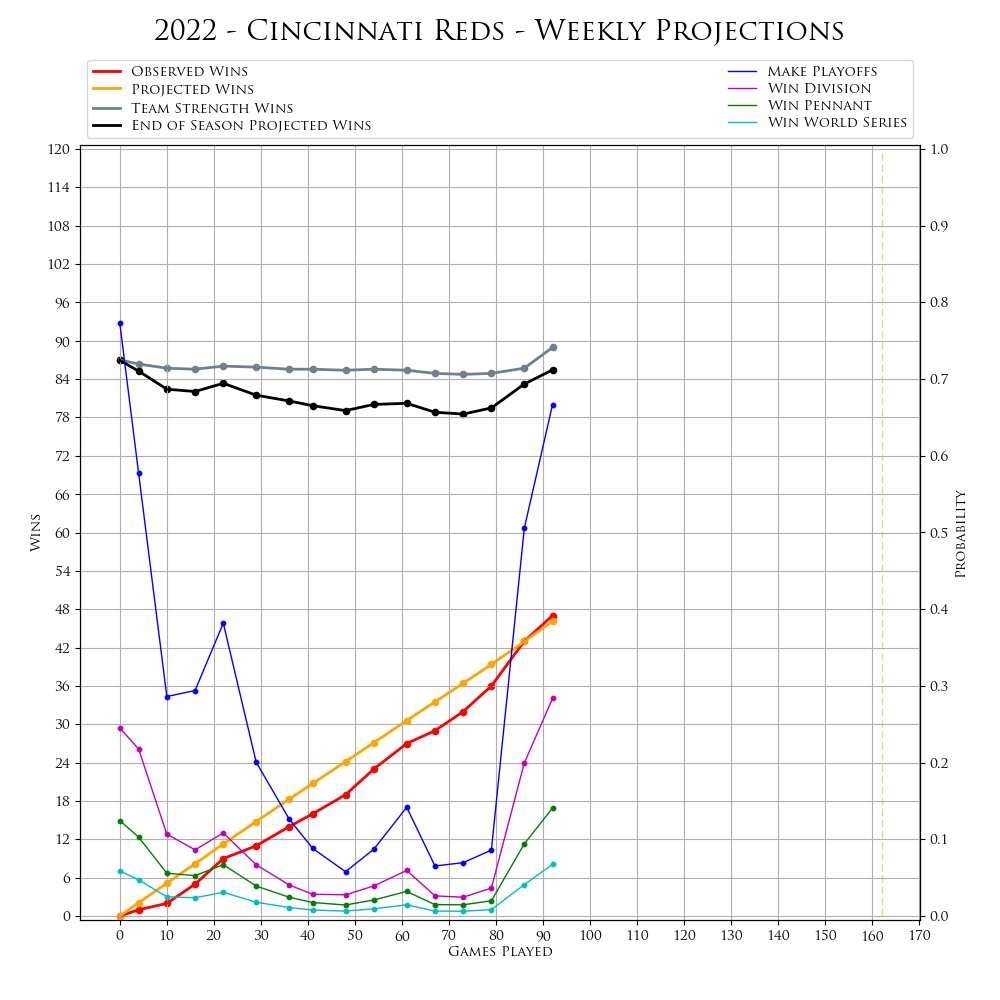 2022 - Cincinnati Reds - Weekly Projections
Observed Wins
Projected Wins
Team Strength Wins
End of Season Projected Wins
Make Playoffs
Win Division
Win Pennant
Win World Series
120
114
108
102
96
90
84
78
72
66
60
54
48
42
36
30
24
18
12
6
0
Wins
1.0
0.9
0.8
0.7
0.6
0.5
0.4
0.3
0.2
0.1
0.0
Probability
0 10 20 30 40 50 60 70 80 90 100 110 120 130 140 150 160 170
Games Played